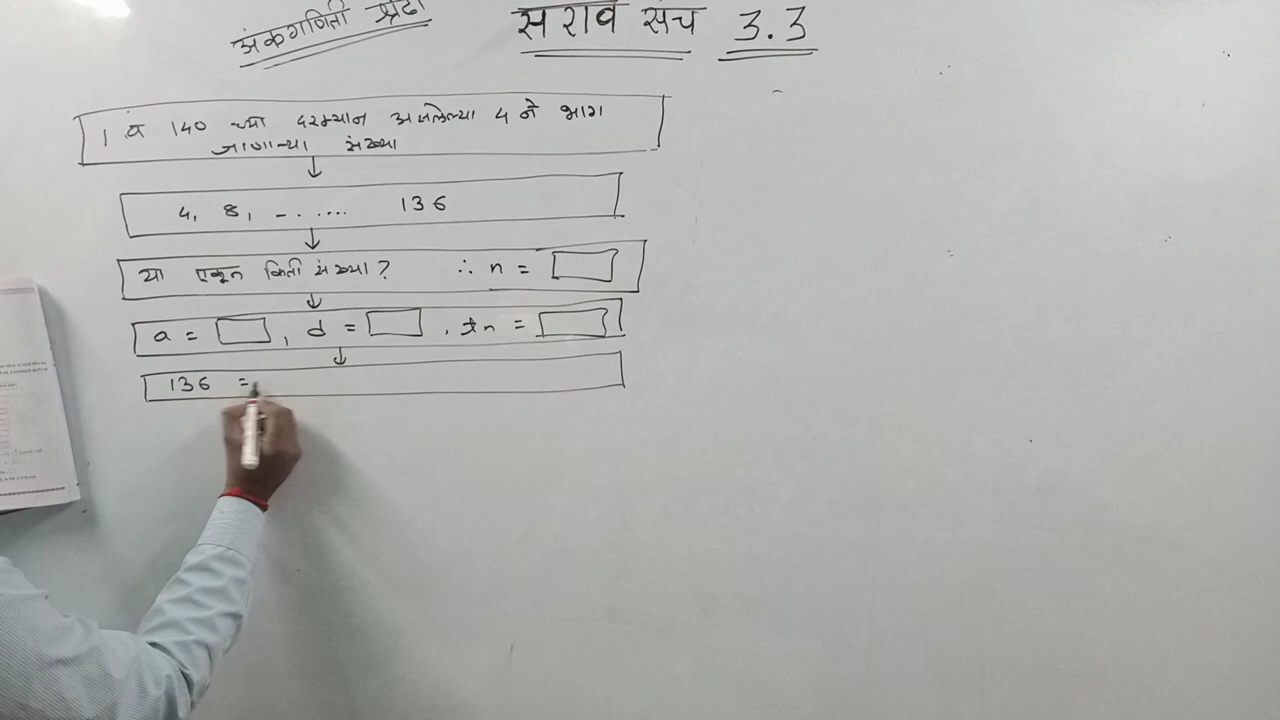 अंकगणिती श्रेढी
सराव संच 3.3
1 व 140 च्या दरम्यान असलेल्या 4 ने भाग
जाणाऱ्या संख्या
4, 8, ....... 136
या एकूण किती संख्या? ∴ n =
a = , d = , tn =
136 =